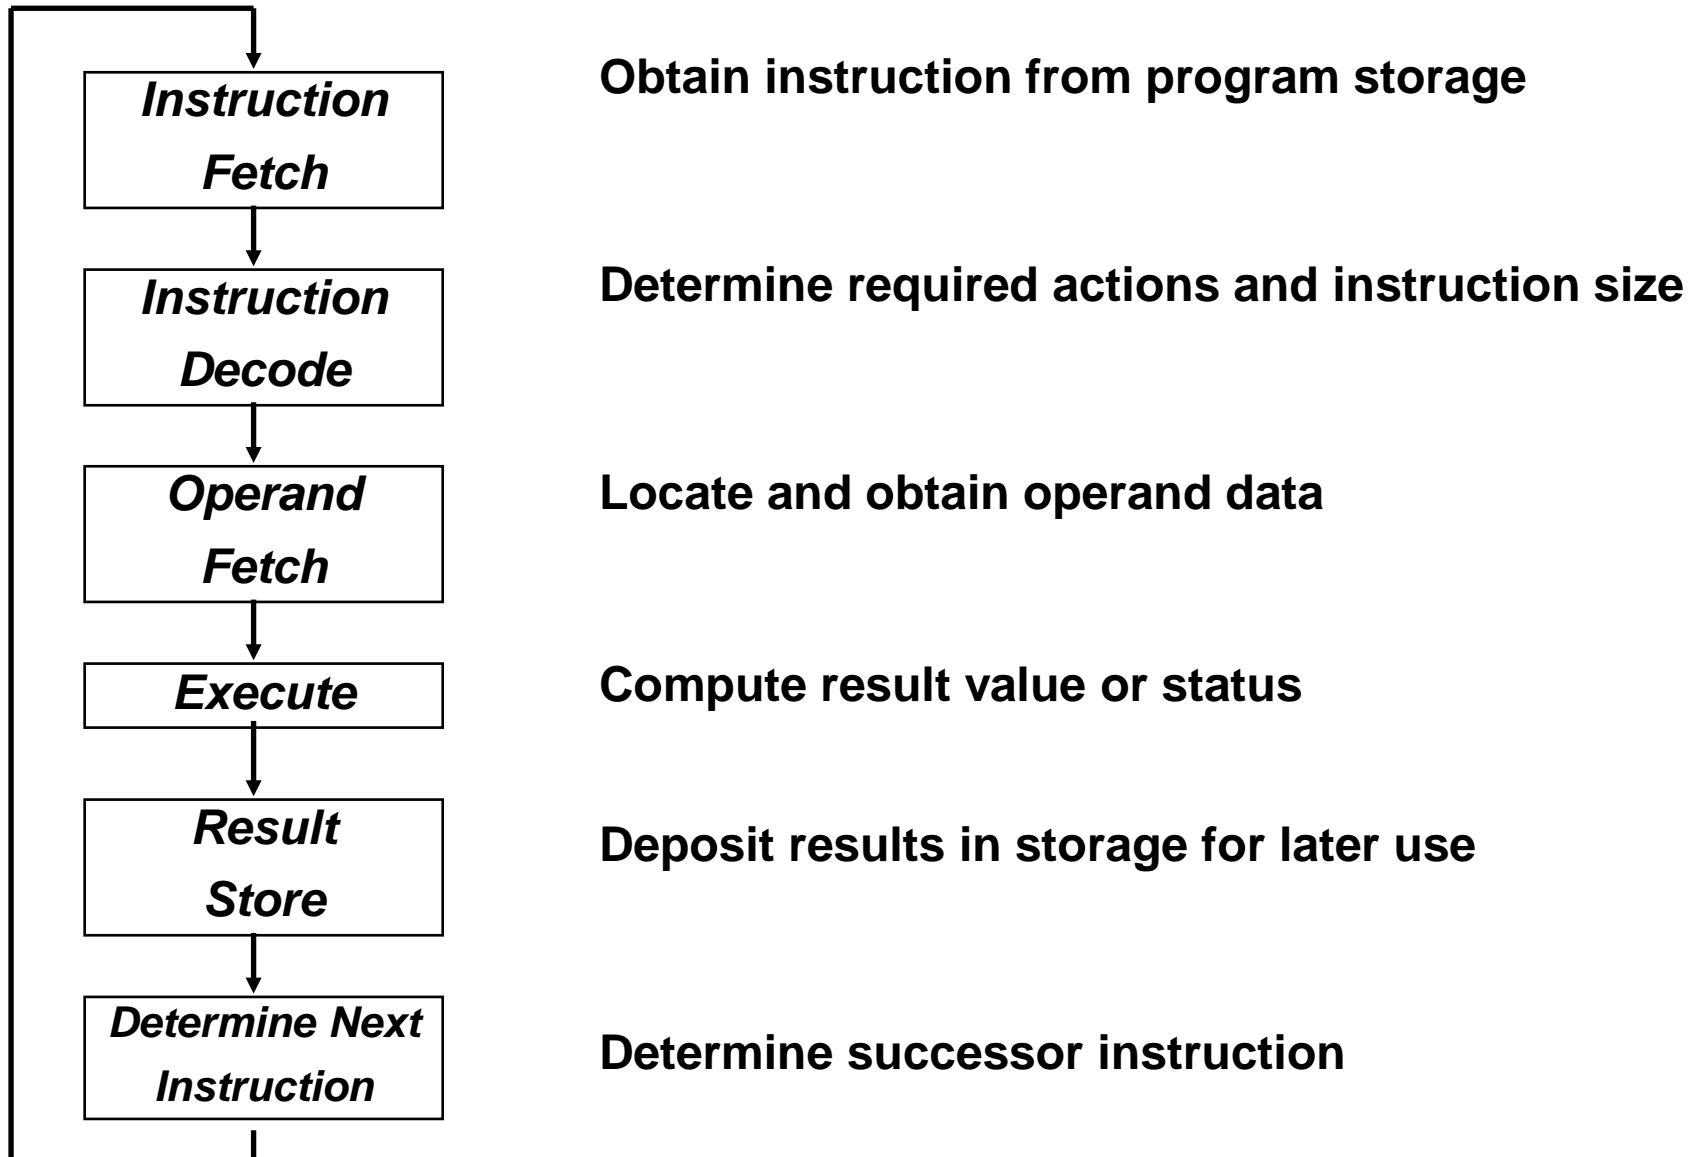 Instruction
Fetch
Obtain instruction from program storage
Instruction
Decode
Determine required actions and instruction size
Operand
Fetch
Locate and obtain operand data
Execute
Compute result value or status
Result
Store
Deposit results in storage for later use
Determine Next
Instruction
Determine successor instruction